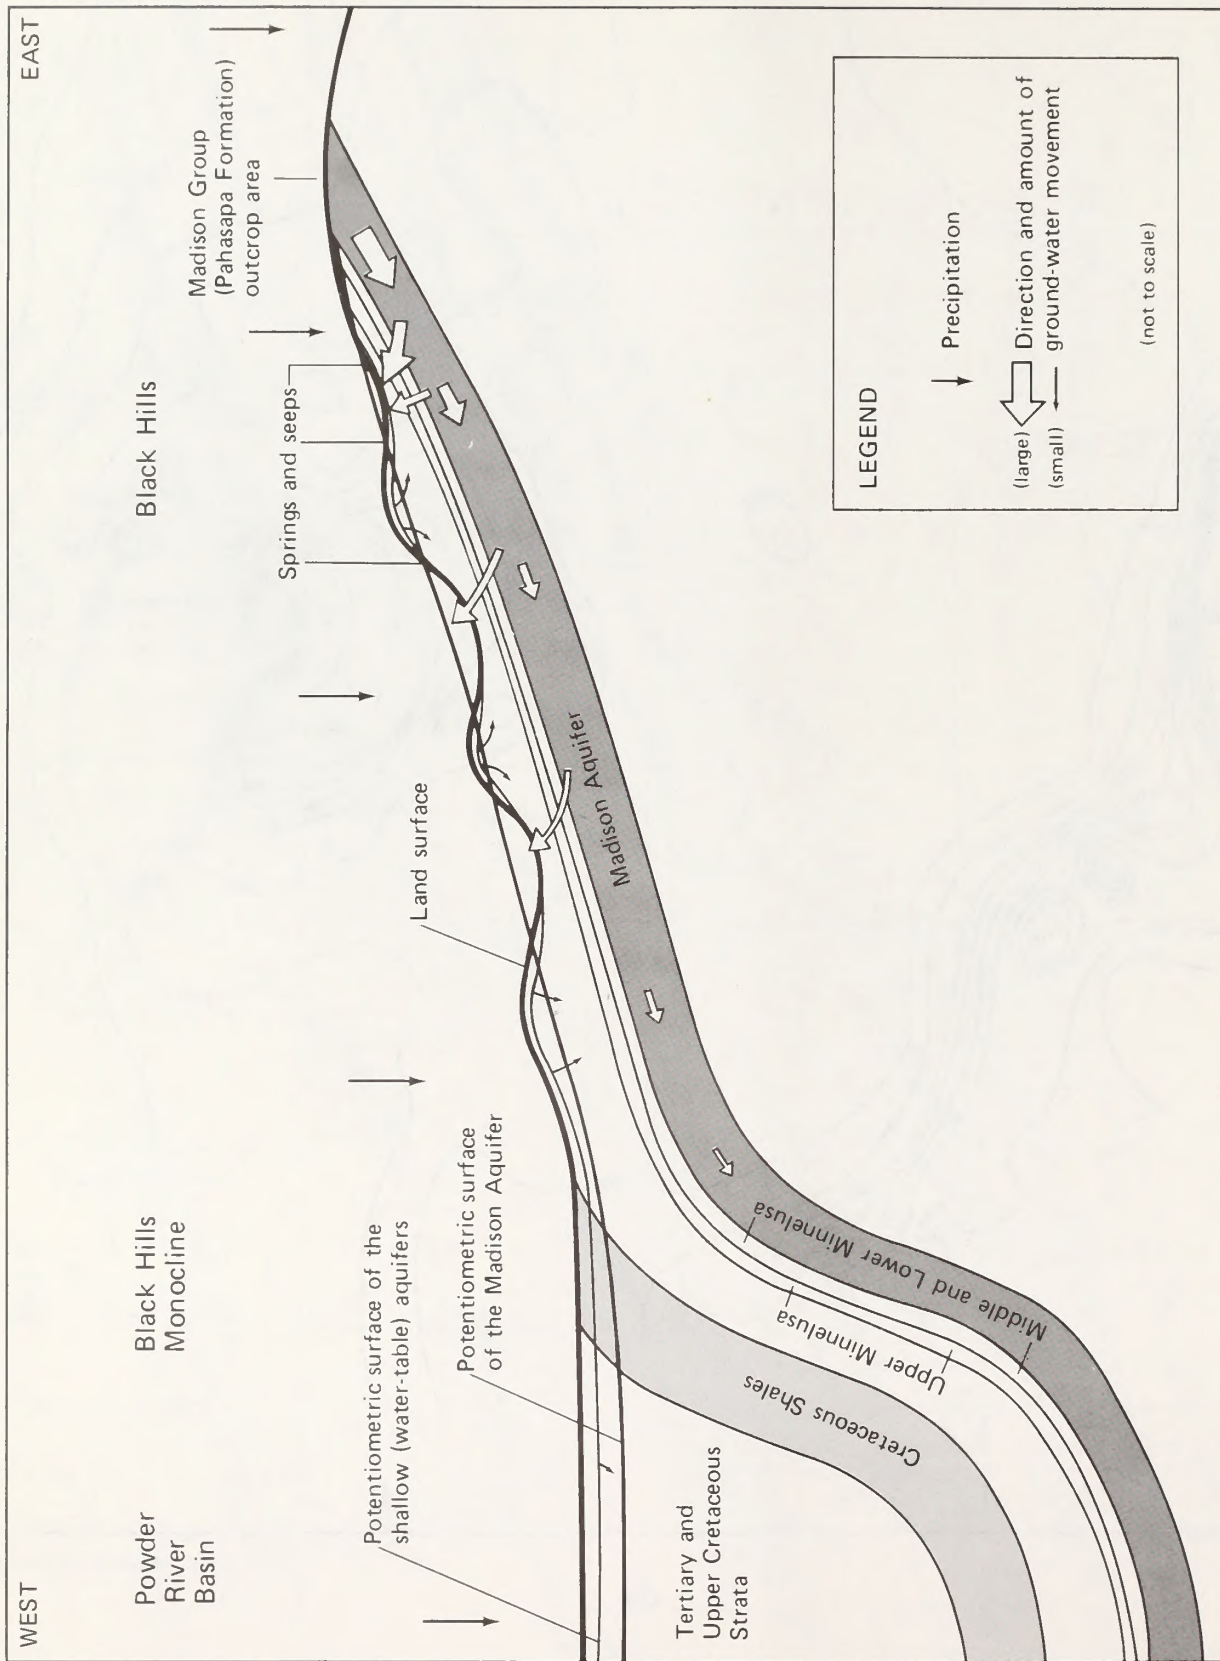 WEST
EAST
Powder
River
Basin
Black Hills
Monocline
Black Hills
Madison Group
(Pahasapa Formation)
outcrop area
Springs and seeps
Potentiometric surface of the
shallow (water-table) aquifers
Land surface
Potentiometric surface
of the Madison Aquifer
Tertiary and
Upper Cretaceous
Strata
Cretaceous Shales
Upper Minnelusa
Middle and Lower Minnelusa
Madison Aquifer
LEGEND
Precipitation
(large)
(small)
Direction and amount of
ground-water movement
(not to scale)